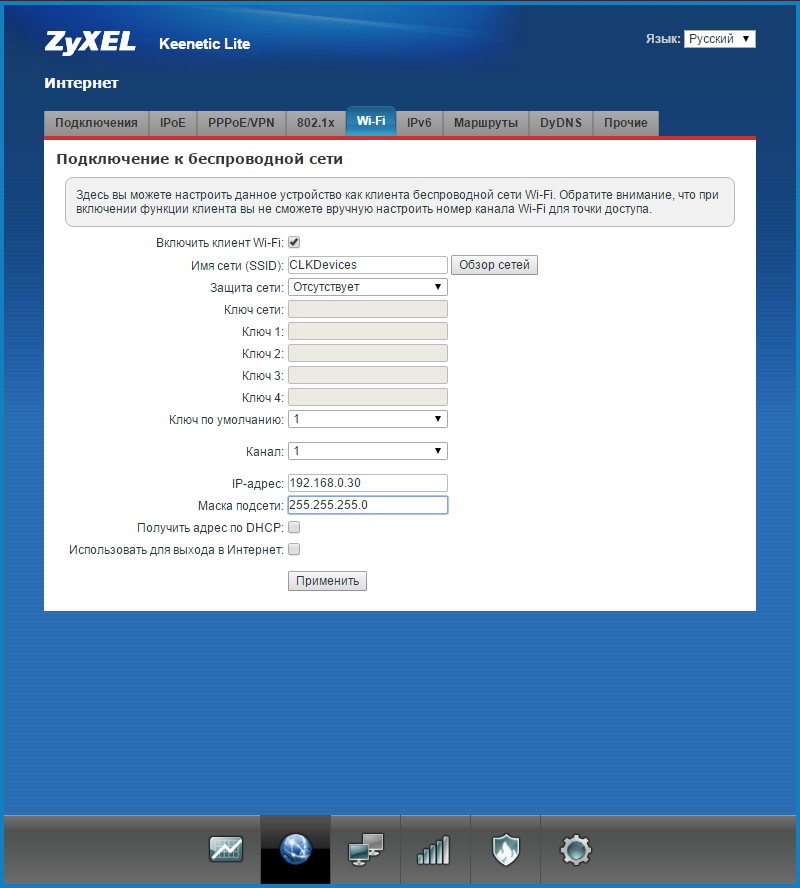 ZyXEL Keenetic Lite
Язык: Русский
Интернет
Подключения IPoE PPPoE/VPN 802.1x Wi-Fi IPv6 Маршруты DyDNS Прочие
Подключение к беспроводной сети
Здесь вы можете настроить данное устройство как клиента беспроводной сети Wi-Fi. Обратите внимание, что при
включении функции клиента вы не сможете вручную настроить номер канала Wi-Fi для точки доступа.
Включить клиент Wi-Fi:
Имя сети (SSID): CLKDevices Обзор сетей
Защита сети: Отсутствует
Ключ сети:
Ключ 1:
Ключ 2:
Ключ 3:
Ключ 4:
Ключ по умолчанию: 1
Канал: 1
IP-адрес: 192.168.0.30
Маска подсети: 255.255.255.0
Получить адрес по DHCP:
Использовать для выхода в Интернет:
Применить